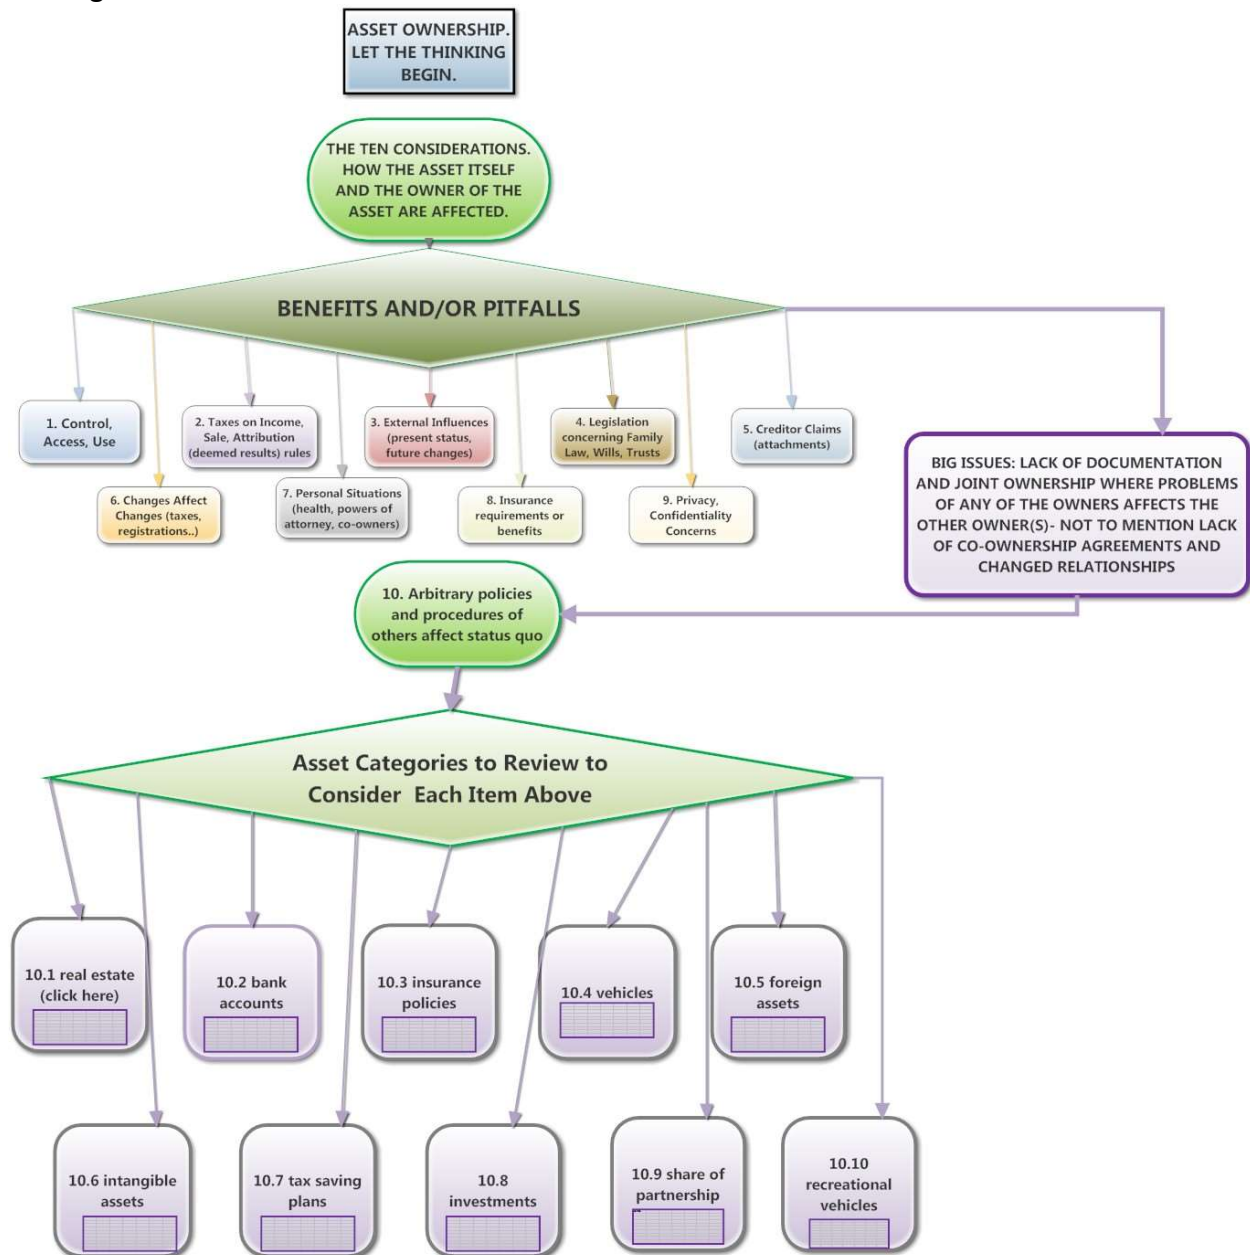 ASSET OWNERSHIP.
LET THE THINKING
BEGIN.
THE TEN CONSIDERATIONS.
HOW THE ASSET ITSELF
AND THE OWNER OF THE
ASSET ARE AFFECTED.
BENEFITS AND/OR PITFALLS
1. Control,
Access, Use
2. Taxes on Income,
Sale, Attribution
(deemed results) rules
3. External Influences
(present status,
future changes)
4. Legislation
concerning Family
Law, Wills, Trusts
5. Creditor Claims
(attachments)
6. Changes Affect
Changes (taxes,
registrations..)
7. Personal Situations
(health, powers of
attorney, co-owners)
8. Insurance
requirements or
benefits
9. Privacy,
Confidentiality
Concerns
BIG ISSUES: LACK OF DOCUMENTATION
AND JOINT OWNERSHIP WHERE PROBLEMS
OF ANY OF THE OWNERS AFFECTS THE
OTHER OWNER(S)- NOT TO MENTION LACK
OF CO-OWNERSHIP AGREEMENTS AND
CHANGED RELATIONSHIPS
10. Arbitrary policies
and procedures of
others affect status quo
Asset Categories to Review to
Consider Each Item Above
10.1 real estate
(click here)
10.2 bank
accounts
10.3 insurance
policies
10.4 vehicles
10.5 foreign
assets
10.6 intangible
assets
10.7 tax saving
plans
10.8
investments
10.9 share of
partnership
10.10
recreational
vehicles